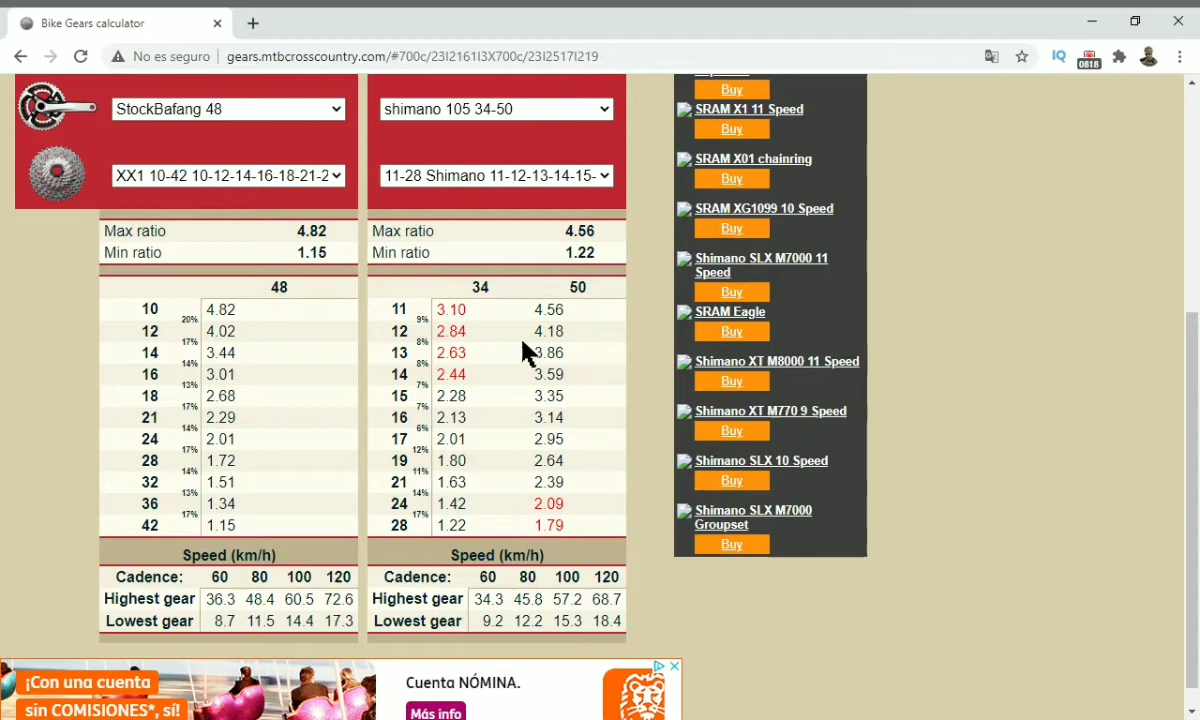 Bike Gears calculator
No es seguro
gears.mtbcrosscountry.com/#700c/23I2161I3X700c/23I2517I219
IQ
0818
StockBafang 48
shimano 105 34-50
XX1 10-42 10-12-14-16-18-21-2
11-28 Shimano 11-12-13-14-15-
Max ratio 4.82
Min ratio 1.15
48
10 4.82
20%
12 4.02
17%
14 3.44
14%
16 3.01
13%
18 2.68
17%
21 2.29
14%
24 2.01
17%
28 1.72
14%
32 1.51
13%
36 1.34
17%
42 1.15
Speed (km/h)
Cadence: 60 80 100 120
Highest gear 36.3 48.4 60.5 72.6
Lowest gear 8.7 11.5 14.4 17.3
Max ratio 4.56
Min ratio 1.22
34 50
11 3.10 4.56
9%
12 2.84 4.18
8%
13 2.63 3.86
8%
14 2.44 3.59
7%
15 2.28 3.35
7%
16 2.13 3.14
6%
17 2.01 2.95
12%
19 1.80 2.64
11%
21 1.63 2.39
14%
24 1.42 2.09
17%
28 1.22 1.79
Speed (km/h)
Cadence: 60 80 100 120
Highest gear 34.3 45.8 57.2 68.7
Lowest gear 9.2 12.2 15.3 18.4
Buy
SRAM X1 11 Speed
Buy
SRAM X01 chainring
Buy
SRAM XG1099 10 Speed
Buy
Shimano SLX M7000 11
Speed
Buy
SRAM Eagle
Buy
Shimano XT M8000 11 Speed
Buy
Shimano XT M770 9 Speed
Buy
Shimano SLX 10 Speed
Buy
Shimano SLX M7000
Groupset
Buy
¡Con una cuenta
sin COMISIONES*, sí!
Cuenta NÓMINA.
Más info